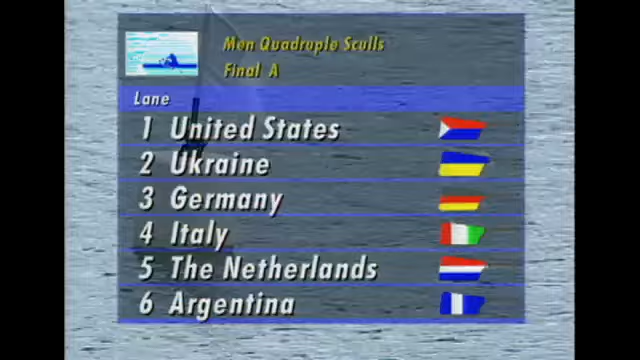 Men Quadruple Sculls
Final A
Lane
1 United States
2 Ukraine
3 Germany
4 Italy
5 The Netherlands
6 Argentina